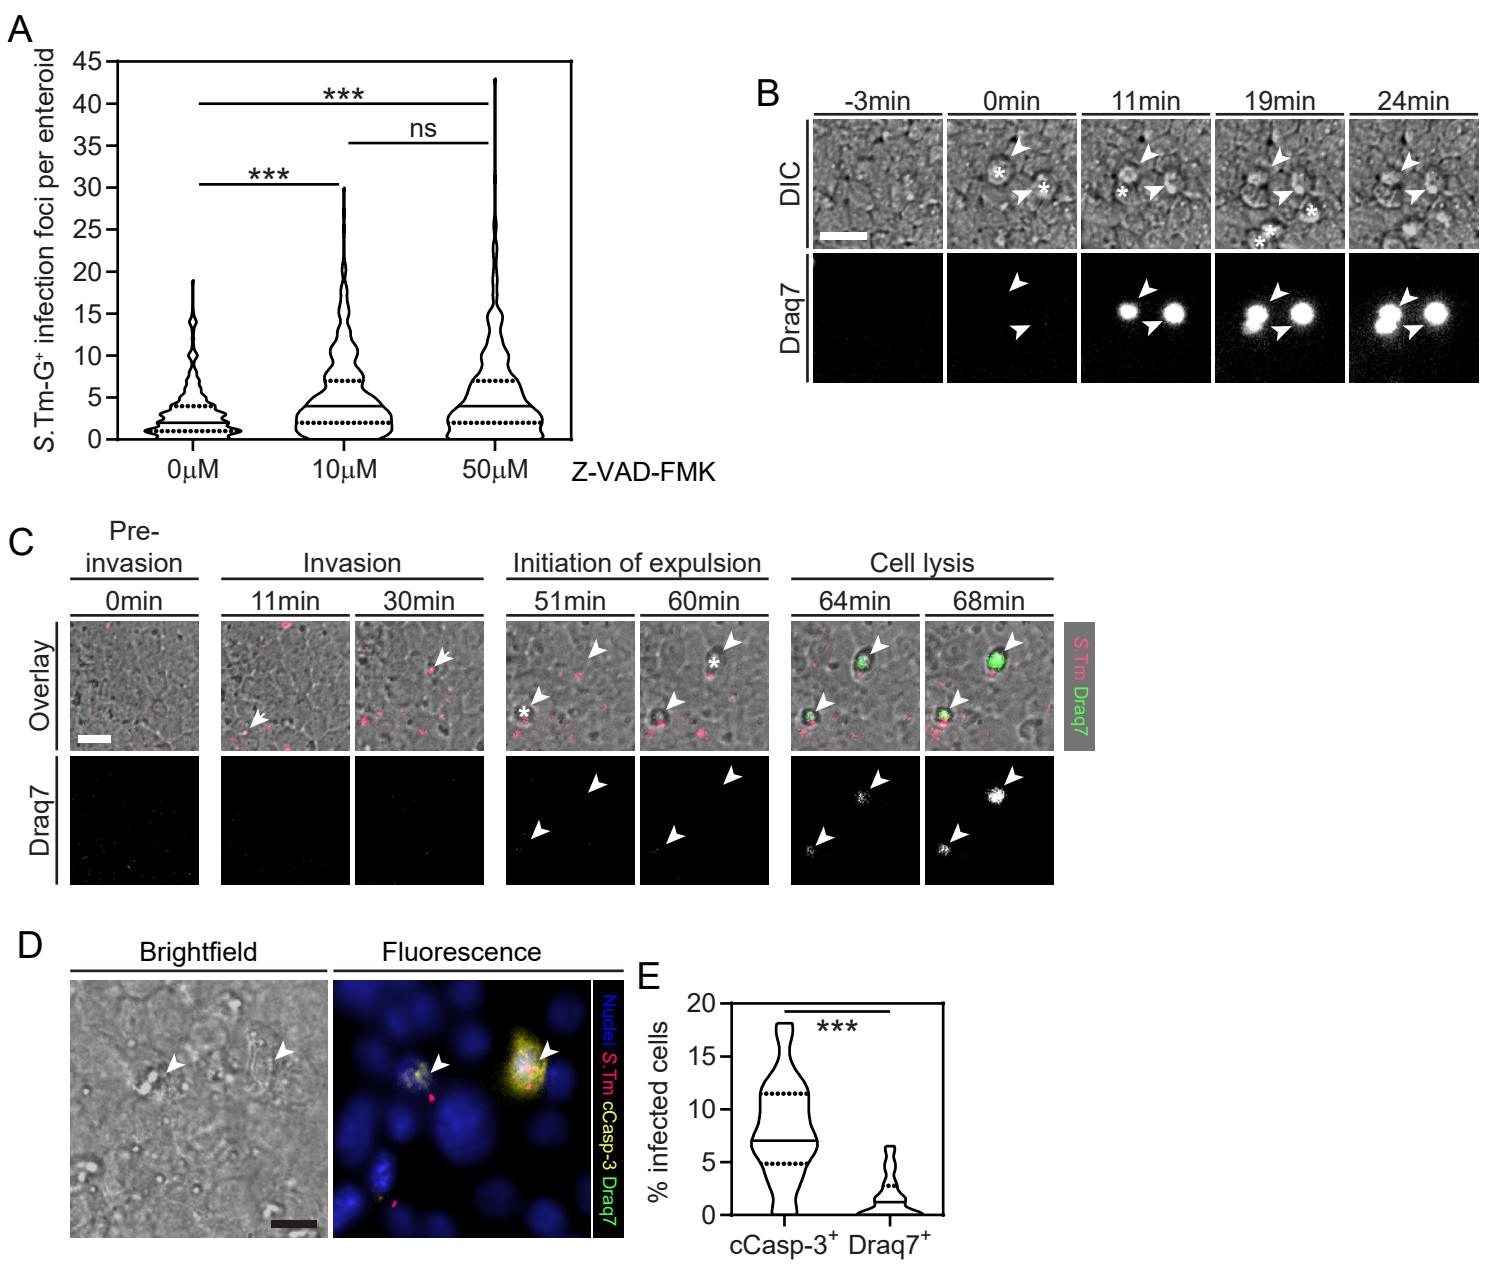 A
S.Tm-G⁺ infection foci per enteroid
45
40
35
30
25
20
15
10
5
0
***
ns
***
0μM
10μM
50μM
Z-VAD-FMK
B
-3min
0min
11min
19min
24min
DIC
Draq7
*
*
*
*
*
*
C
Pre-
invasion
Invasion
Initiation of expulsion
Cell lysis
0min
11min
30min
51min
60min
64min
68min
Overlay
Draq7
*
*
S.Tm Draq7
D
Brightfield
Fluorescence
Nuclei S.Tm cCasp-3 Draq7
E
% infected cells
20
15
10
5
0
***
cCasp-3⁺
Draq7⁺